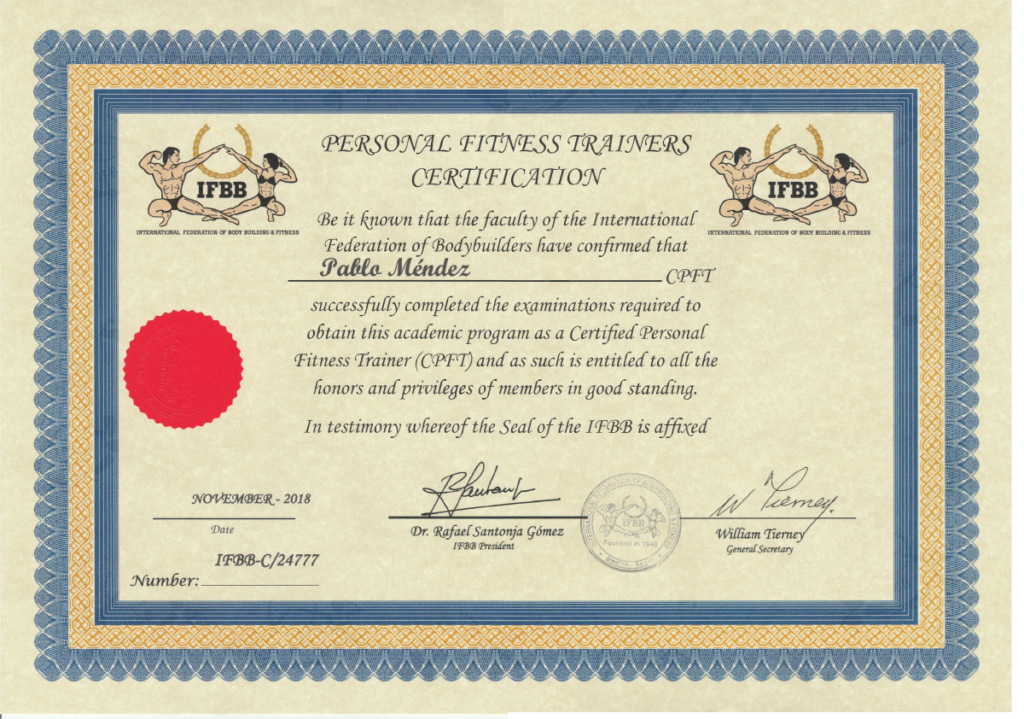 PERSONAL FITNESS TRAINERS
CERTIFICATION
IFBB
INTERNATIONAL FEDERATION OF BODY BUILDING & FITNESS
IFBB
INTERNATIONAL FEDERATION OF BODY BUILDING & FITNESS
Be it known that the faculty of the International
Federation of Bodybuilders have confirmed that
Pablo Méndez CPFT
successfully completed the examinations required to
obtain this academic program as a Certified Personal
Fitness Trainer (CPFT) and as such is entitled to all the
honors and privileges of members in good standing.
In testimony whereof the Seal of the IFBB is affixed
NOVEMBER - 2018
Date
W Tierney.
Dr. Rafael Santonja Gómez
IFBB President
IFBB
Founded in 1946
William Tierney
General Secretary
IFBB-C/24777
Number: